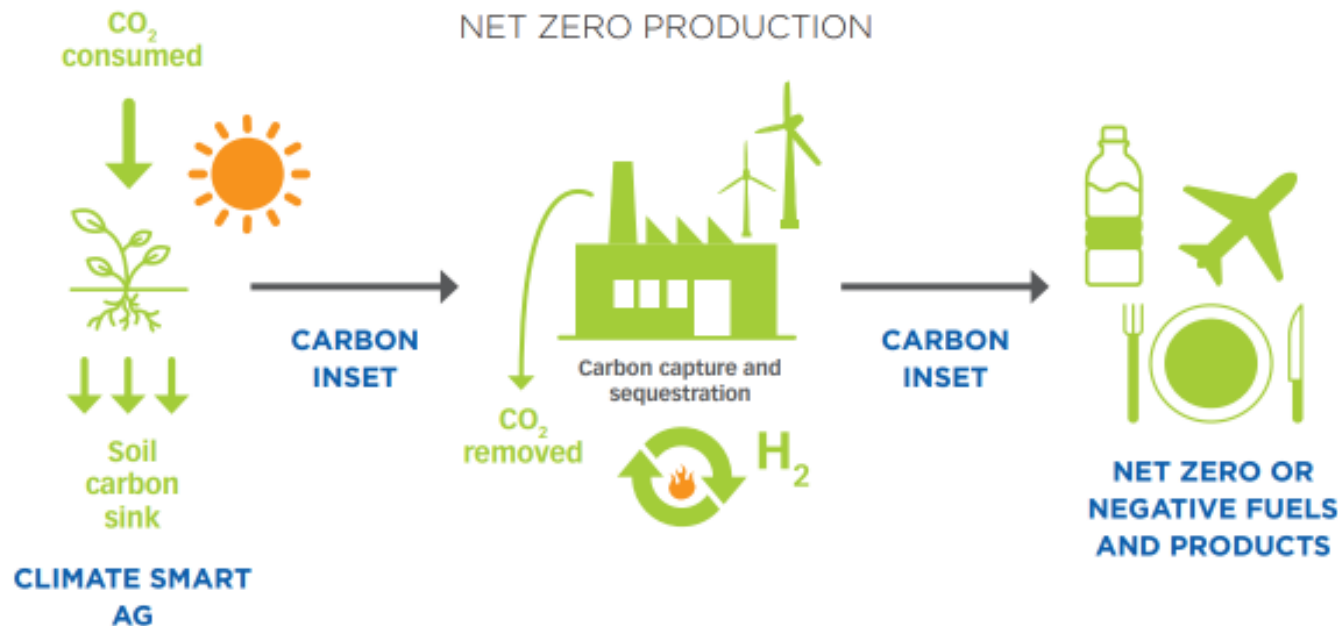 NET ZERO PRODUCTION
CO₂
consumed
Soil
carbon
sink
CLIMATE SMART
AG
CARBON
INSET
Carbon capture and
sequestration
CO₂
removed
H₂
CARBON
INSET
NET ZERO OR
NEGATIVE FUELS
AND PRODUCTS